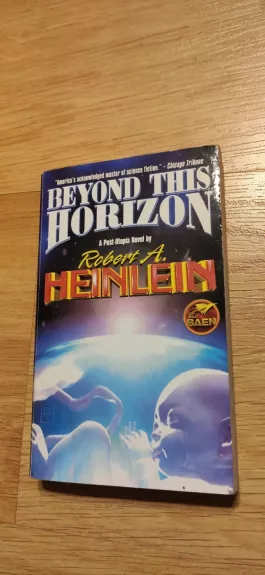 "America's acknowledged master of science fiction." - Chicago Tribune
BEYOND THIS
HORIZON
A Post-Utopia Novel by
Robert A.
HEINLEIN
BAEN